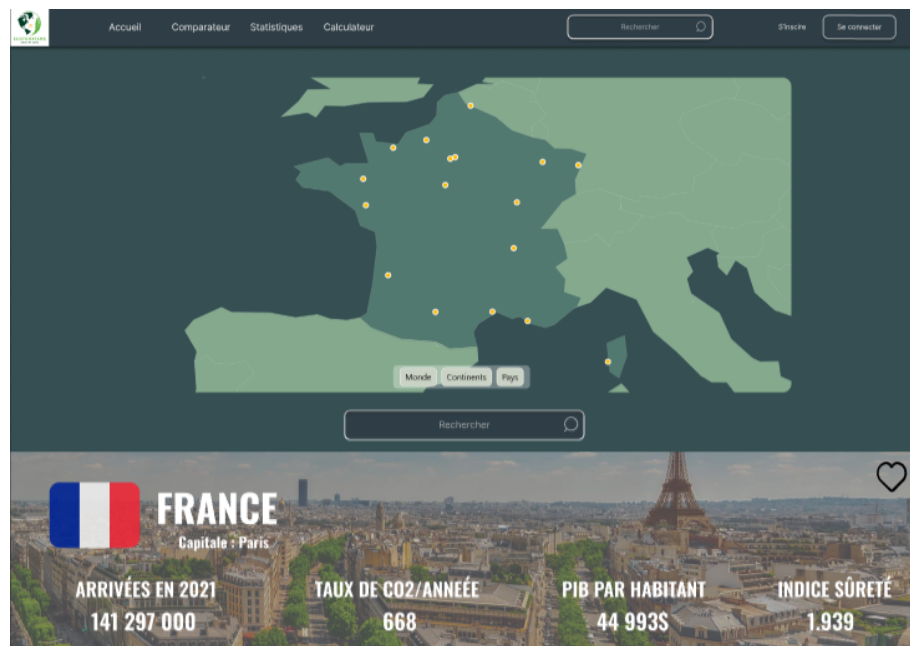 Accueil
Comparateur
Statistiques
Calculateur
Rechercher
S'inscire
Se connecter
Monde
Continents
Pays
Rechercher
FRANCE
Capitale : Paris
ARRIVÉES EN 2021
TAUX DE CO2/ANNEÉE
PIB PAR HABITANT
INDICE SÛRETÉ
141 297 000
668
44 993$
1.939